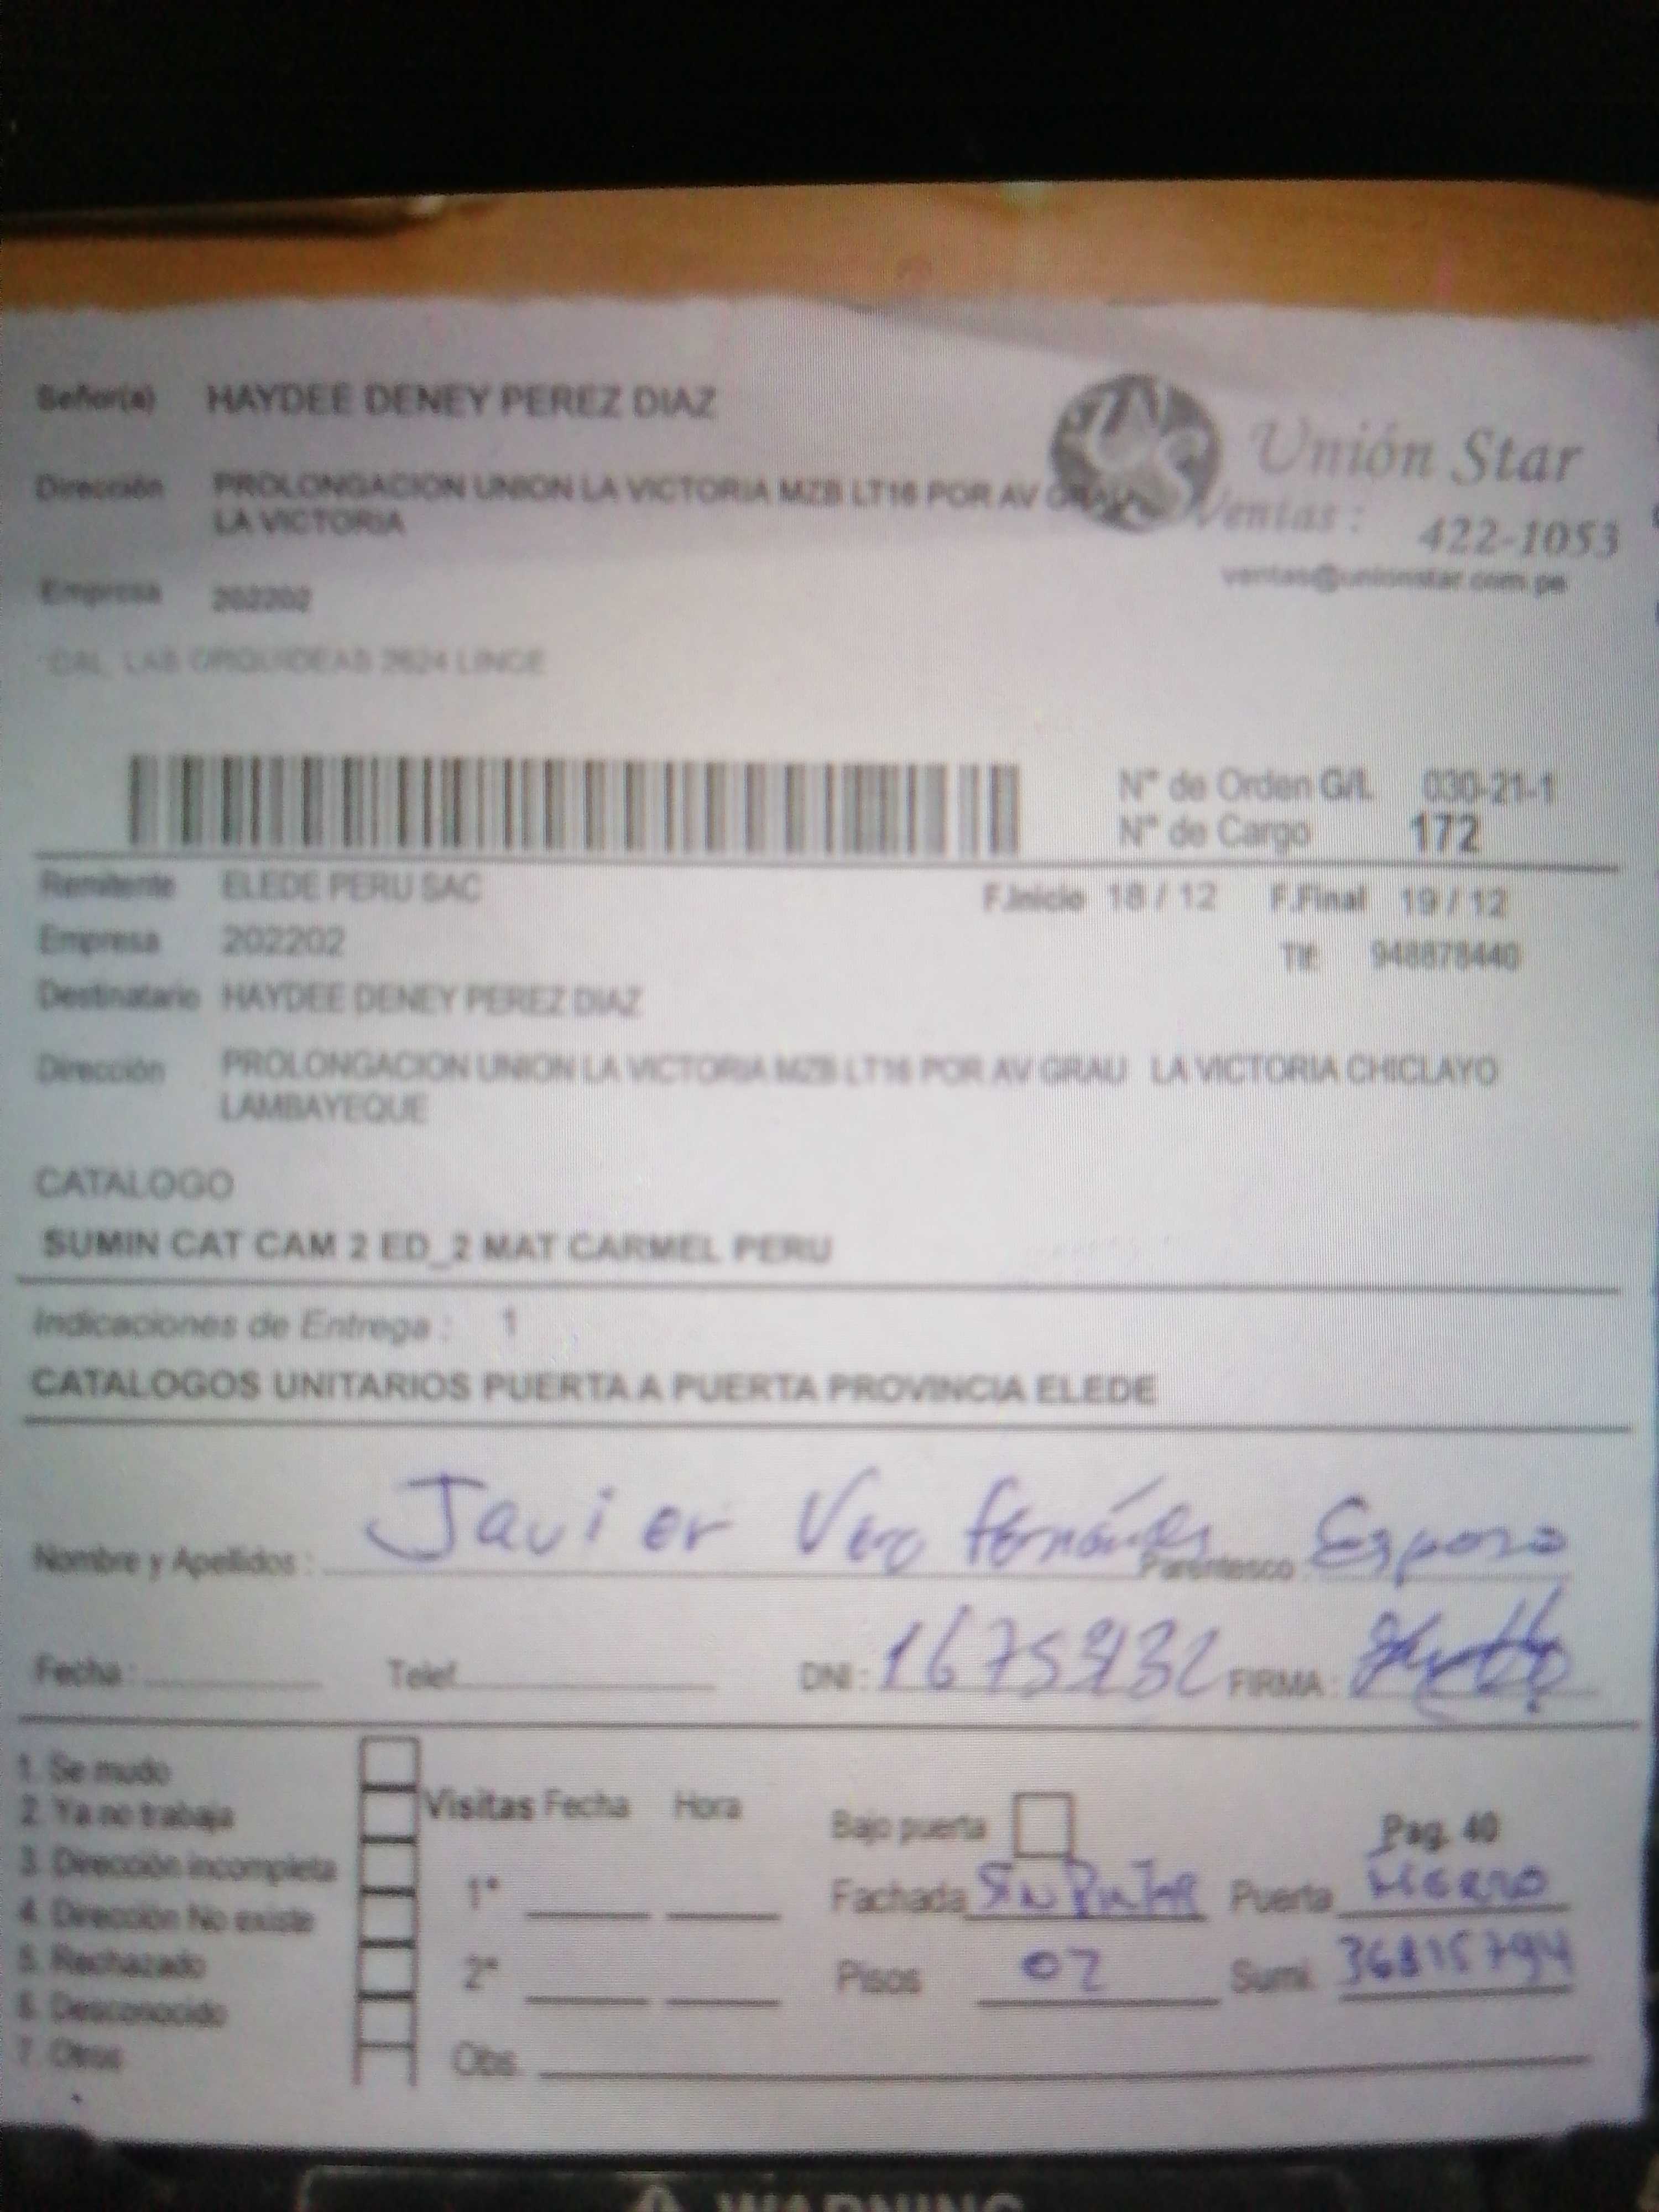 Señor(a) HAYDEE DENEY PEREZ DIAZ
Unión Star
Dirección PROLONGACION UNION LA VICTORIA MZB LT16 POR AV GRAU
LA VICTORIA
Ventas : 422-1053
ventas@unionstar.com.pe
Empresa 202202
CAL. LAS ORQUIDEAS 2624 LINCE
N° de Orden G/L 030-21-1
N° de Cargo 172
Remitente ELEDE PERU SAC F.Inicio 18 / 12 F.Final 19 / 12
Empresa 202202 Tlf: 948878440
Destinatario HAYDEE DENEY PEREZ DIAZ
Dirección PROLONGACION UNION LA VICTORIA MZB LT16 POR AV GRAU LA VICTORIA CHICLAYO
LAMBAYEQUE
CATALOGO
SUMIN CAT CAM 2 ED_2 MAT CARMEL PERU
Indicaciones de Entrega : 1
CATALOGOS UNITARIOS PUERTA A PUERTA PROVINCIA ELEDE
Nombre y Apellidos : Javier Parentesco : Esposo
Fecha : Telef. DNI : FIRMA :
1. Se mudo
2. Ya no trabaja
3. Dirección incompleta
4. Dirección No existe
5. Rechazado
6. Desconocido
7. Otros
Visitas Fecha Hora
1°
2°
Obs.
Bajo puerta Pag. 40
Fachada SIN PINTAR Puerta HIERRO
Pisos 02 Sumi. 36815794
WARNING